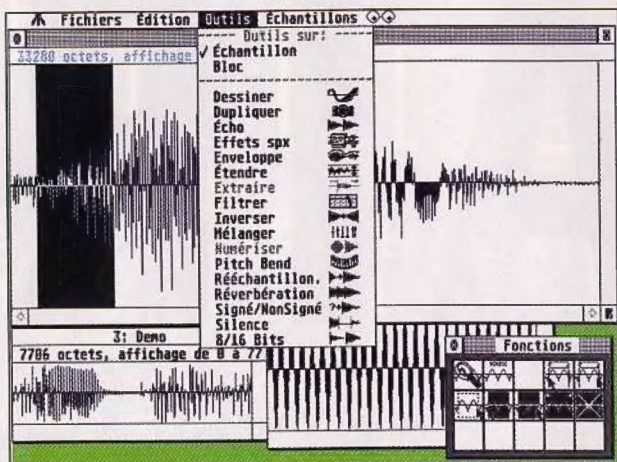 Fichiers Édition Outils Échantillons
33280 octets, affichage
Outils sur:
✓ Échantillon
Bloc
Dessiner
Dupliquer
Écho
Effets spx
Enveloppe
Étendre
Extraire
Filtrer
Inverser
Mélanger
Numériser
Pitch Bend
Rééchantillon.
Réverbération
Signé/NonSigné
Silence
8/16 Bits
3: Demo
7706 octets, affichage de 0 à 77
Fonctions